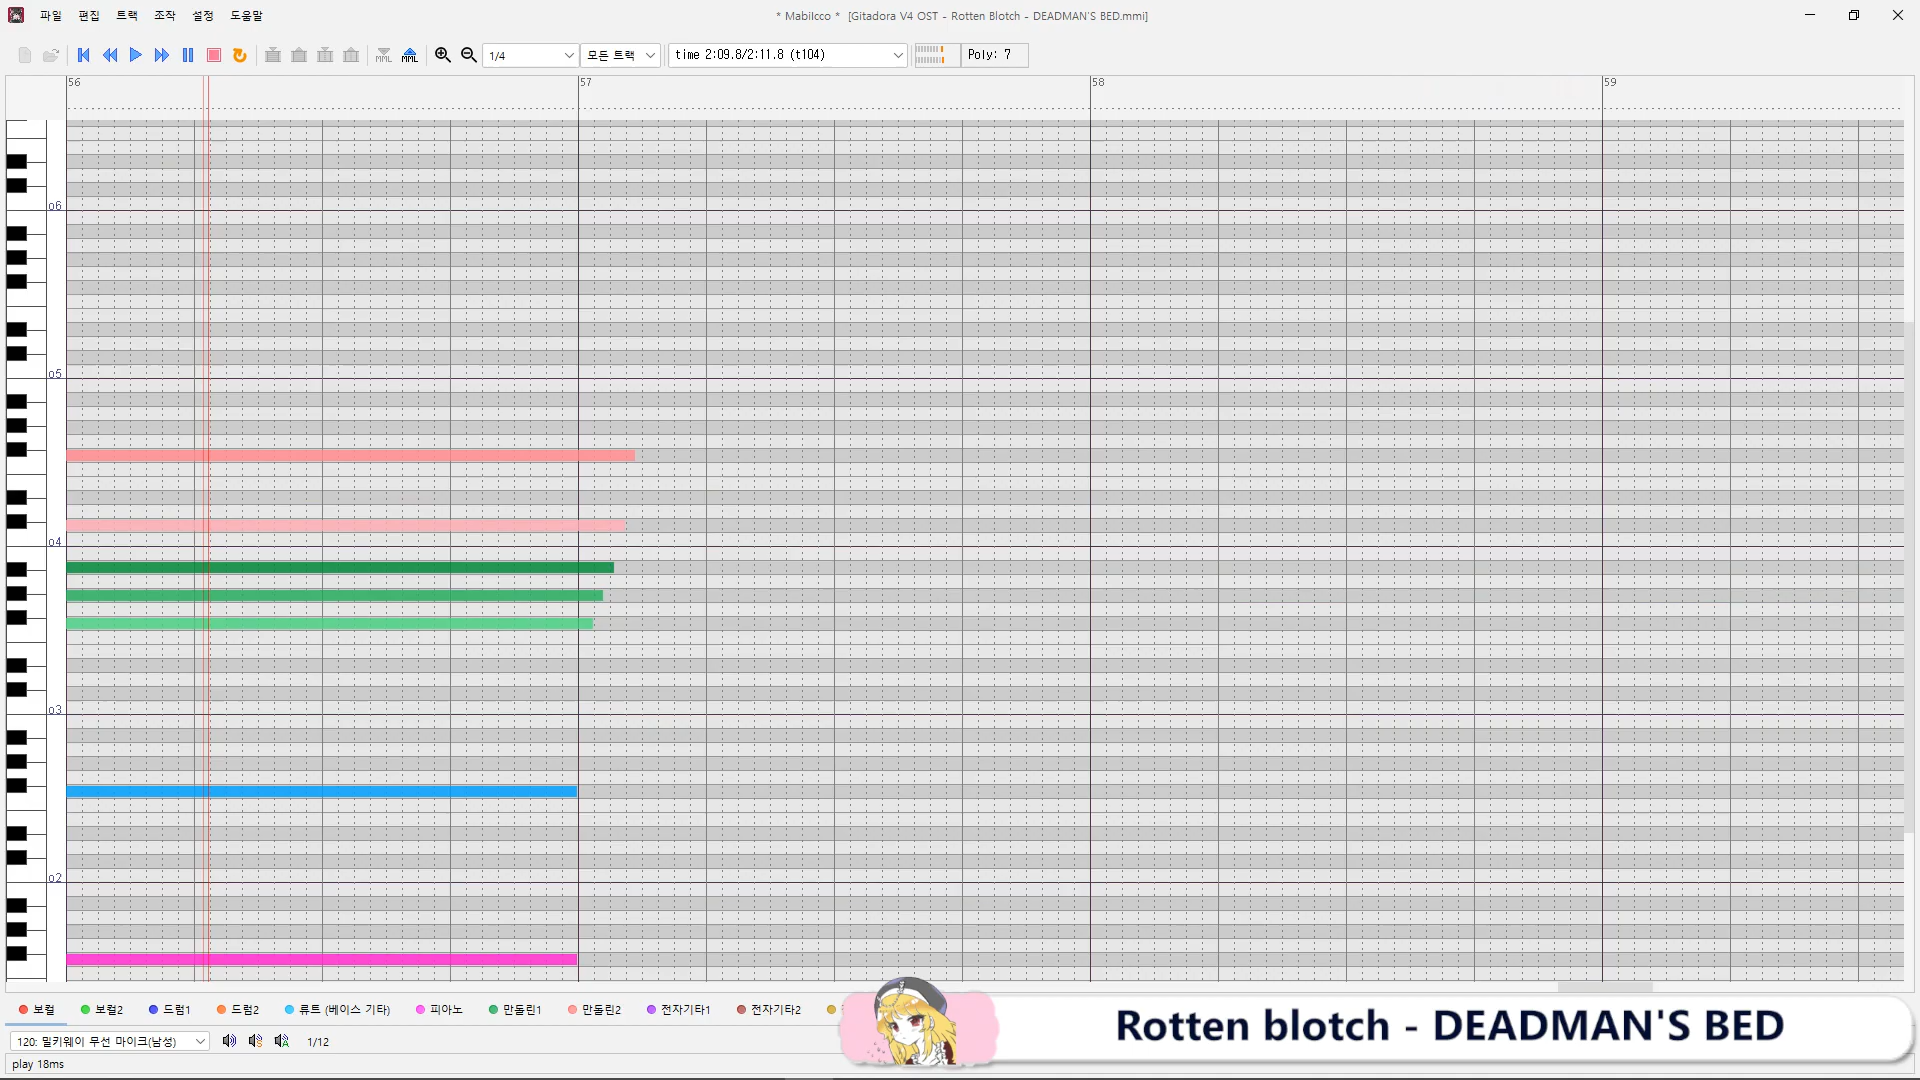 * MabiIcco * [Gitadora V4 OST - Rotten Blotch - DEADMAN'S BED.mmi]
파일 편집 트랙 조작 설정 도움말
MML MML 1/4 모든 트랙 time 2:09.8/2:11.8 (t104) Poly: 7
56 57 58 59
o6
o5
o4
o3
o2
보컬 보컬2 드럼1 드럼2 류트 (베이스 기타) 피아노 만돌린1 만돌린2 전자기타1 전자기타2
120: 밀키웨이 무선 마이크(남성) 1/12
play 18ms
Rotten blotch - DEADMAN'S BED